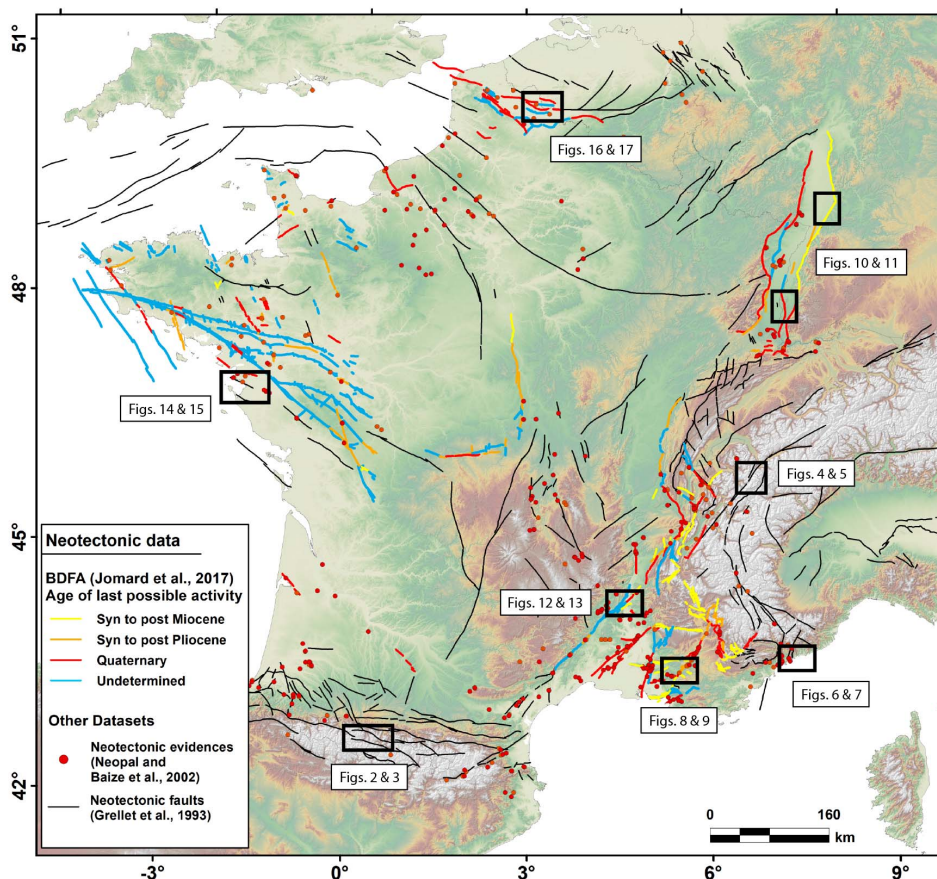 51°
48°
45°
42°
Figs. 16 & 17
Figs. 10 & 11
Figs. 14 & 15
Figs. 4 & 5
Figs. 12 & 13
Figs. 6 & 7
Figs. 8 & 9
Figs. 2 & 3
Neotectonic data
BDFA (Jomard et al., 2017)
Age of last possible activity
Syn to post Miocene
Syn to post Pliocene
Quaternary
Undetermined
Other Datasets
Neotectonic evidences
(Neopal and
Baize et al., 2002)
Neotectonic faults
(Grellet et al., 1993)
0 160
km
-3° 0° 3° 6° 9°